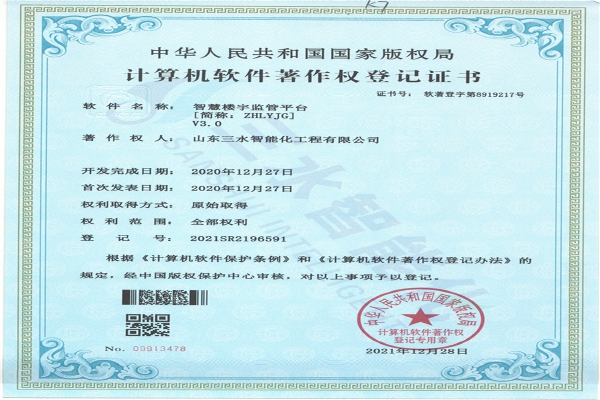 K7
中华人民共和国国家版权局
计算机软件著作权登记证书
证书号： 软著登字第8919217号
软件名称： 智慧楼宇监管平台
[简称：ZHLYJG]
V3.0
著作权人： 山东三水智能化工程有限公司
开发完成日期： 2020年12月27日
首次发表日期： 2020年12月27日
权利取得方式： 原始取得
权利范围： 全部权利
登记号： 2021SR2196591
根据《计算机软件保护条例》和《计算机软件著作权登记办法》的
规定，经中国版权保护中心审核，对以上事项予以登记。
中华人民共和国国家版权局
计算机软件著作权
登记专用章
No. 09913478
2021年12月28日
三水智能